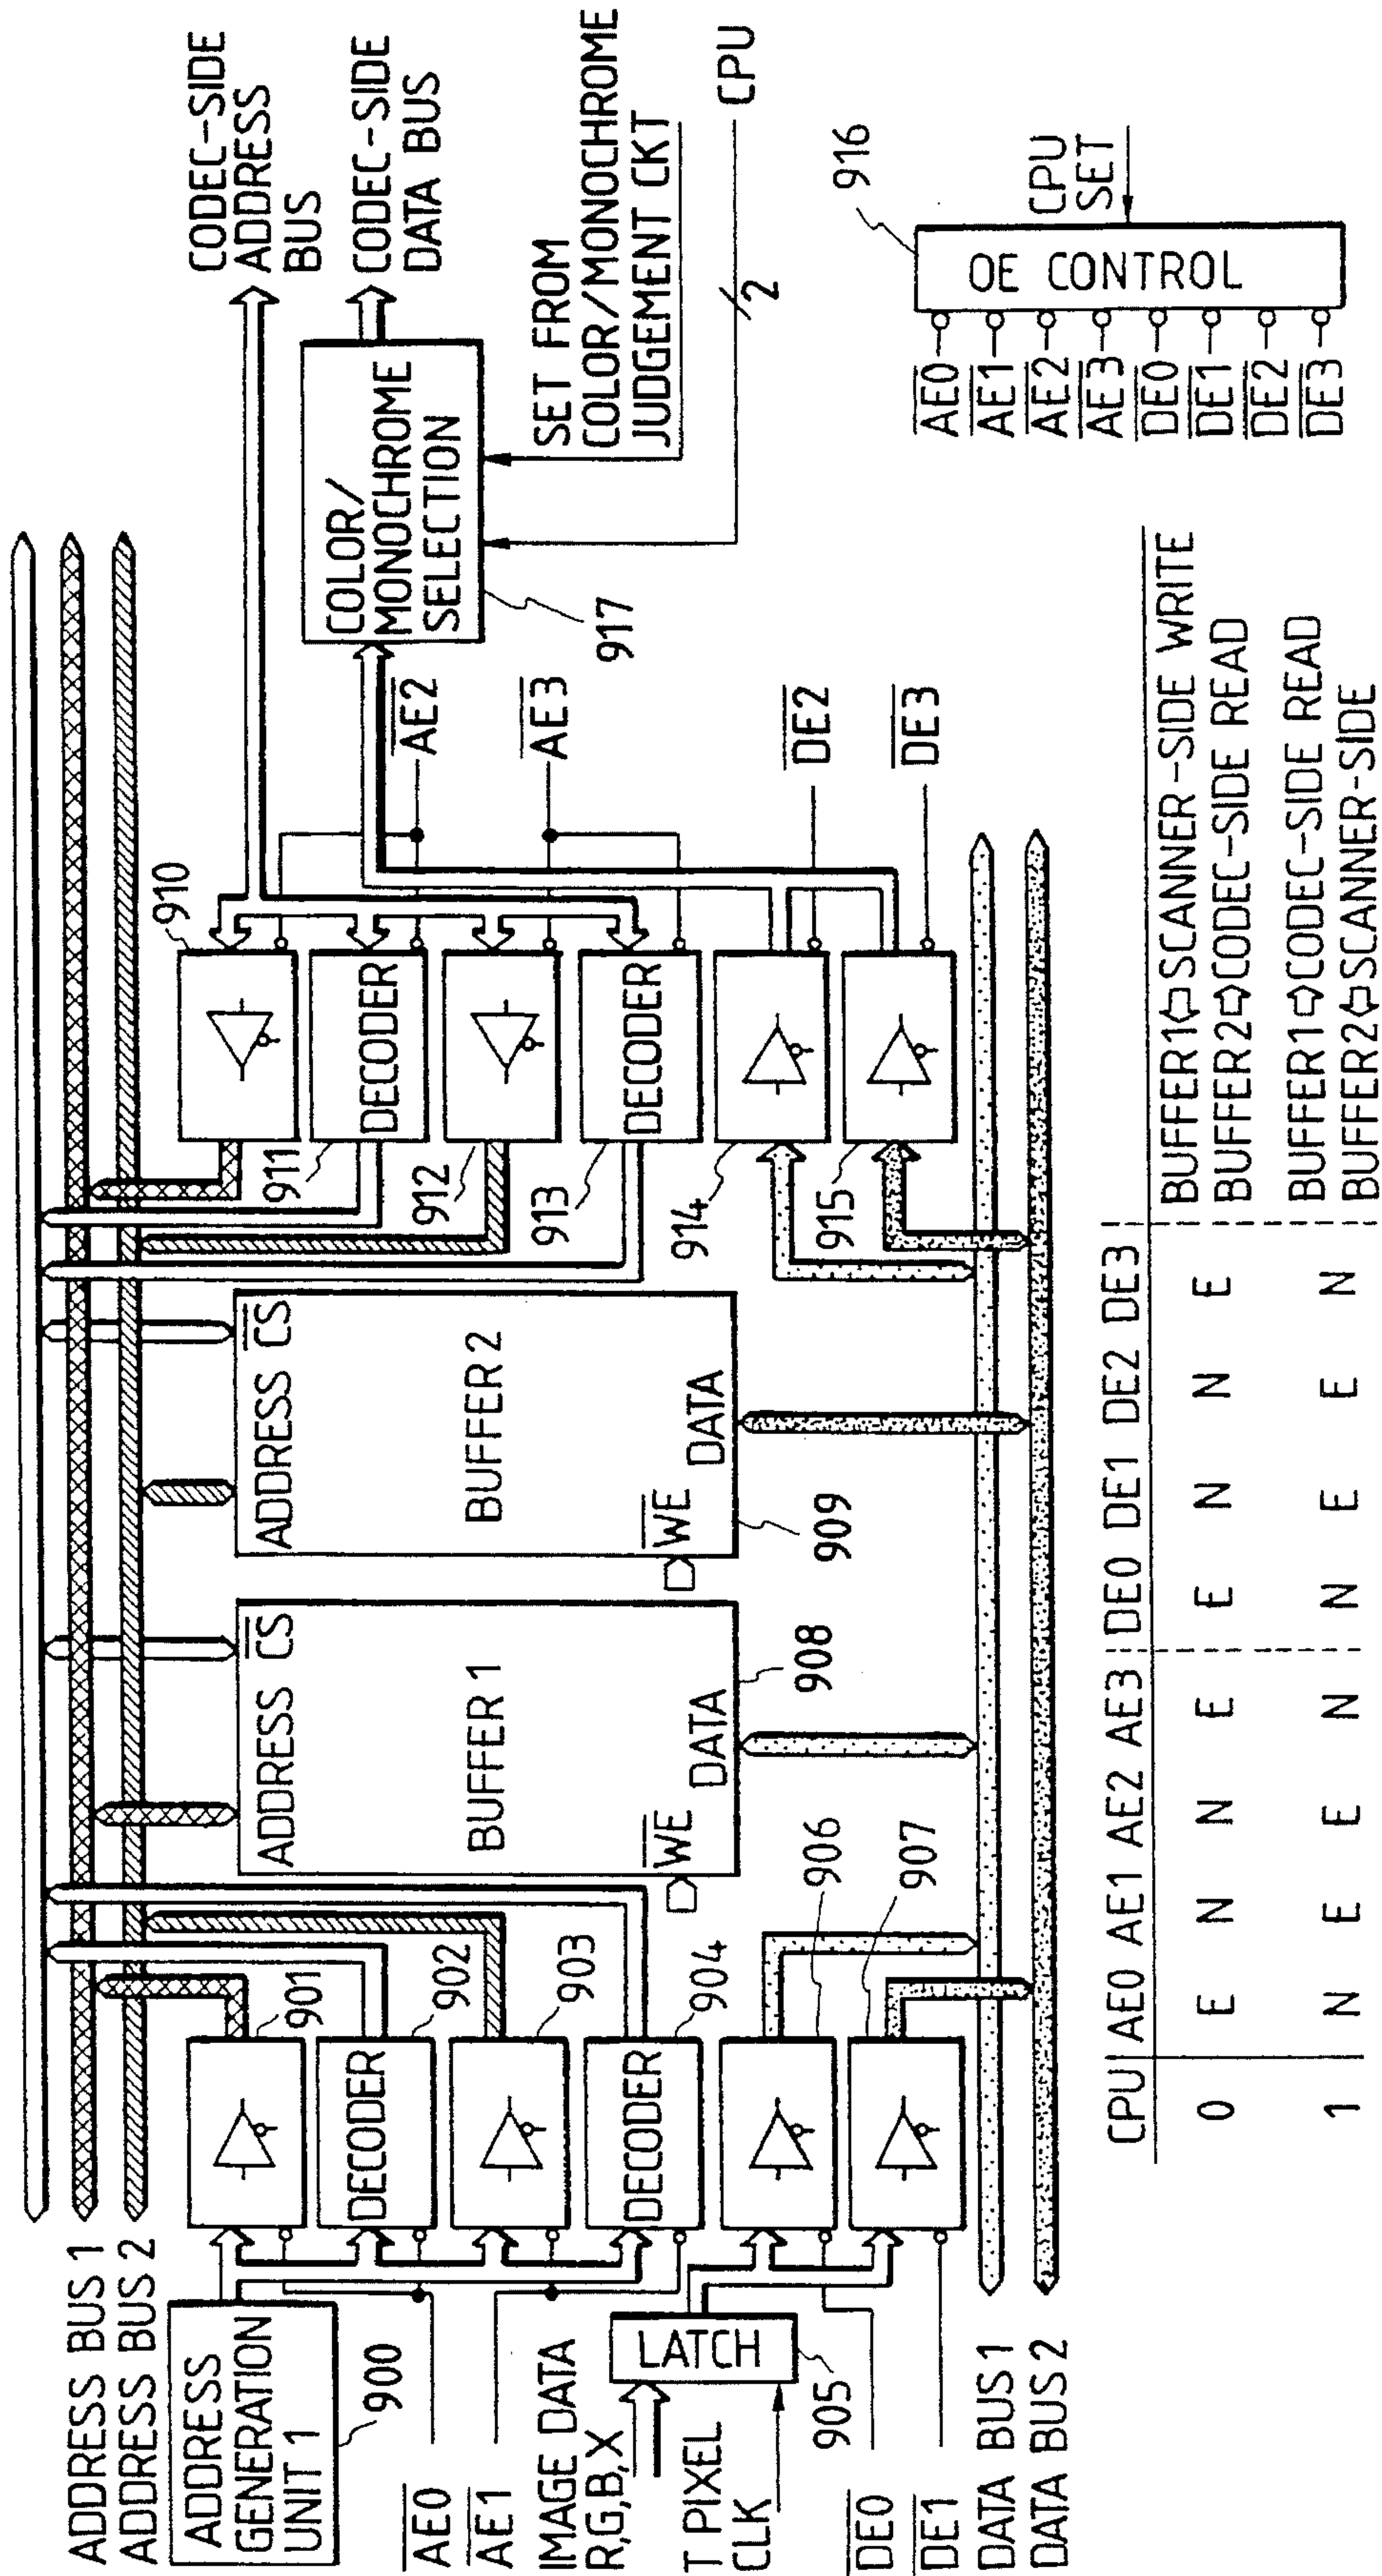 ADDRESS BUS 1
ADDRESS BUS 2
ADDRESS
GENERATION
UNIT 1
900
AE0
AE1
IMAGE DATA
R,G,B,X
T PIXEL
CLK
LATCH
905
DE0
DE1
DATA BUS 1
DATA BUS 2
901
DECODER
902
903
DECODER
904
906
907
ADDRESS CS
BUFFER 1
WE
DATA
908
ADDRESS CS
BUFFER 2
WE
DATA
909
910
DECODER
911
912
DECODER
913
914
915
AE2
AE3
DE2
DE3
COLOR/
MONOCHROME
SELECTION
917
CODEC-SIDE
ADDRESS
BUS
CODEC-SIDE
DATA BUS
SET FROM
COLOR/MONOCHROME
JUDGEMENT CKT
2
CPU
916
OE CONTROL
CPU
SET
AE0
AE1
AE2
AE3
DE0
DE1
DE2
DE3
CPU AE0 AE1 AE2 AE3 DE0 DE1 DE2 DE3
0 E N N E E N N E BUFFER1⇦SCANNER-SIDE WRITE
BUFFER2⇨CODEC-SIDE READ
1 N E E N N E E N BUFFER1⇨CODEC-SIDE READ
BUFFER2⇦SCANNER-SIDE